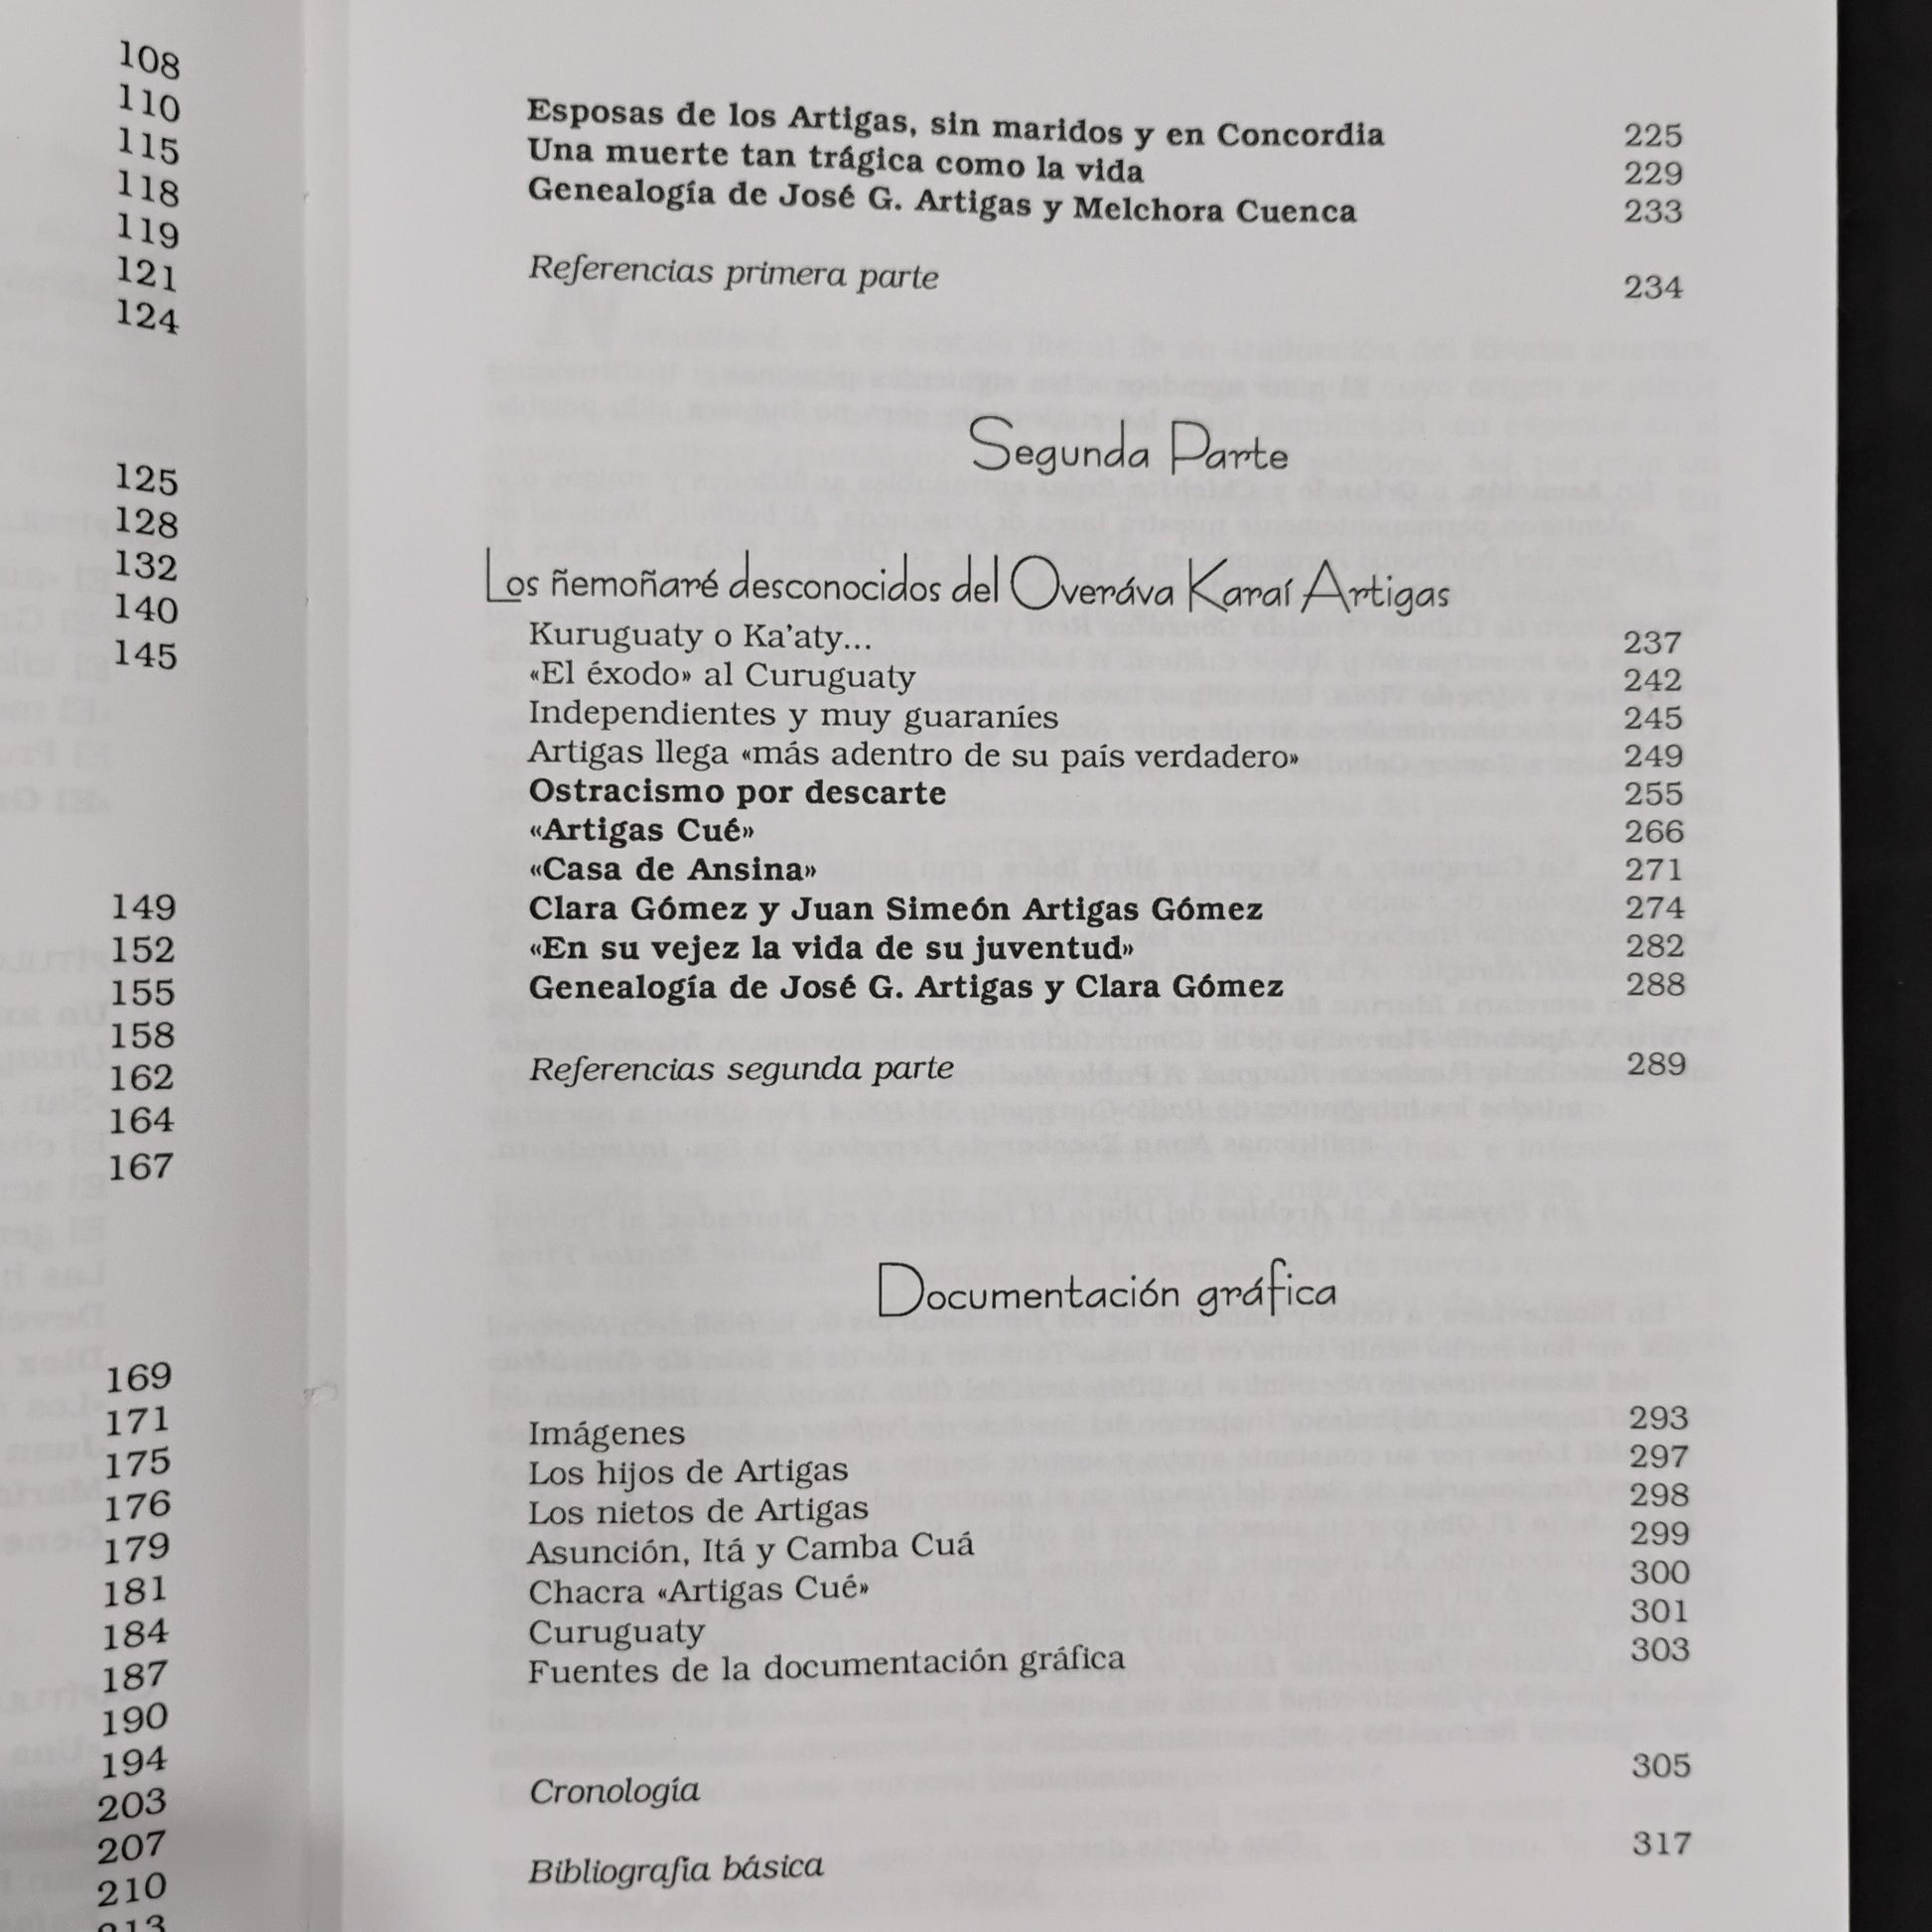 108
110
115
118
119
121
124
125
128
132
140
145
149
152
155
158
162
164
167
169
171
175
176
179
181
184
187
190
194
203
207
210
213
Esposas de los Artigas, sin maridos y en Concordia 225
Una muerte tan trágica como la vida 229
Genealogía de José G. Artigas y Melchora Cuenca 233
Referencias primera parte 234
Segunda Parte
Los ñemoñaré desconocidos del Overáva Karaí Artigas
Kuruguaty o Ka'aty... 237
«El éxodo» al Curuguaty 242
Independientes y muy guaraníes 245
Artigas llega «más adentro de su país verdadero» 249
Ostracismo por descarte 255
«Artigas Cué» 266
«Casa de Ansina» 271
Clara Gómez y Juan Simeón Artigas Gómez 274
«En su vejez la vida de su juventud» 282
Genealogía de José G. Artigas y Clara Gómez 288
Referencias segunda parte 289
Documentación gráfica
Imágenes 293
Los hijos de Artigas 297
Los nietos de Artigas 298
Asunción, Itá y Camba Cuá 299
Chacra «Artigas Cué» 300
Curuguaty 301
Fuentes de la documentación gráfica 303
Cronología 305
Bibliografía básica 317